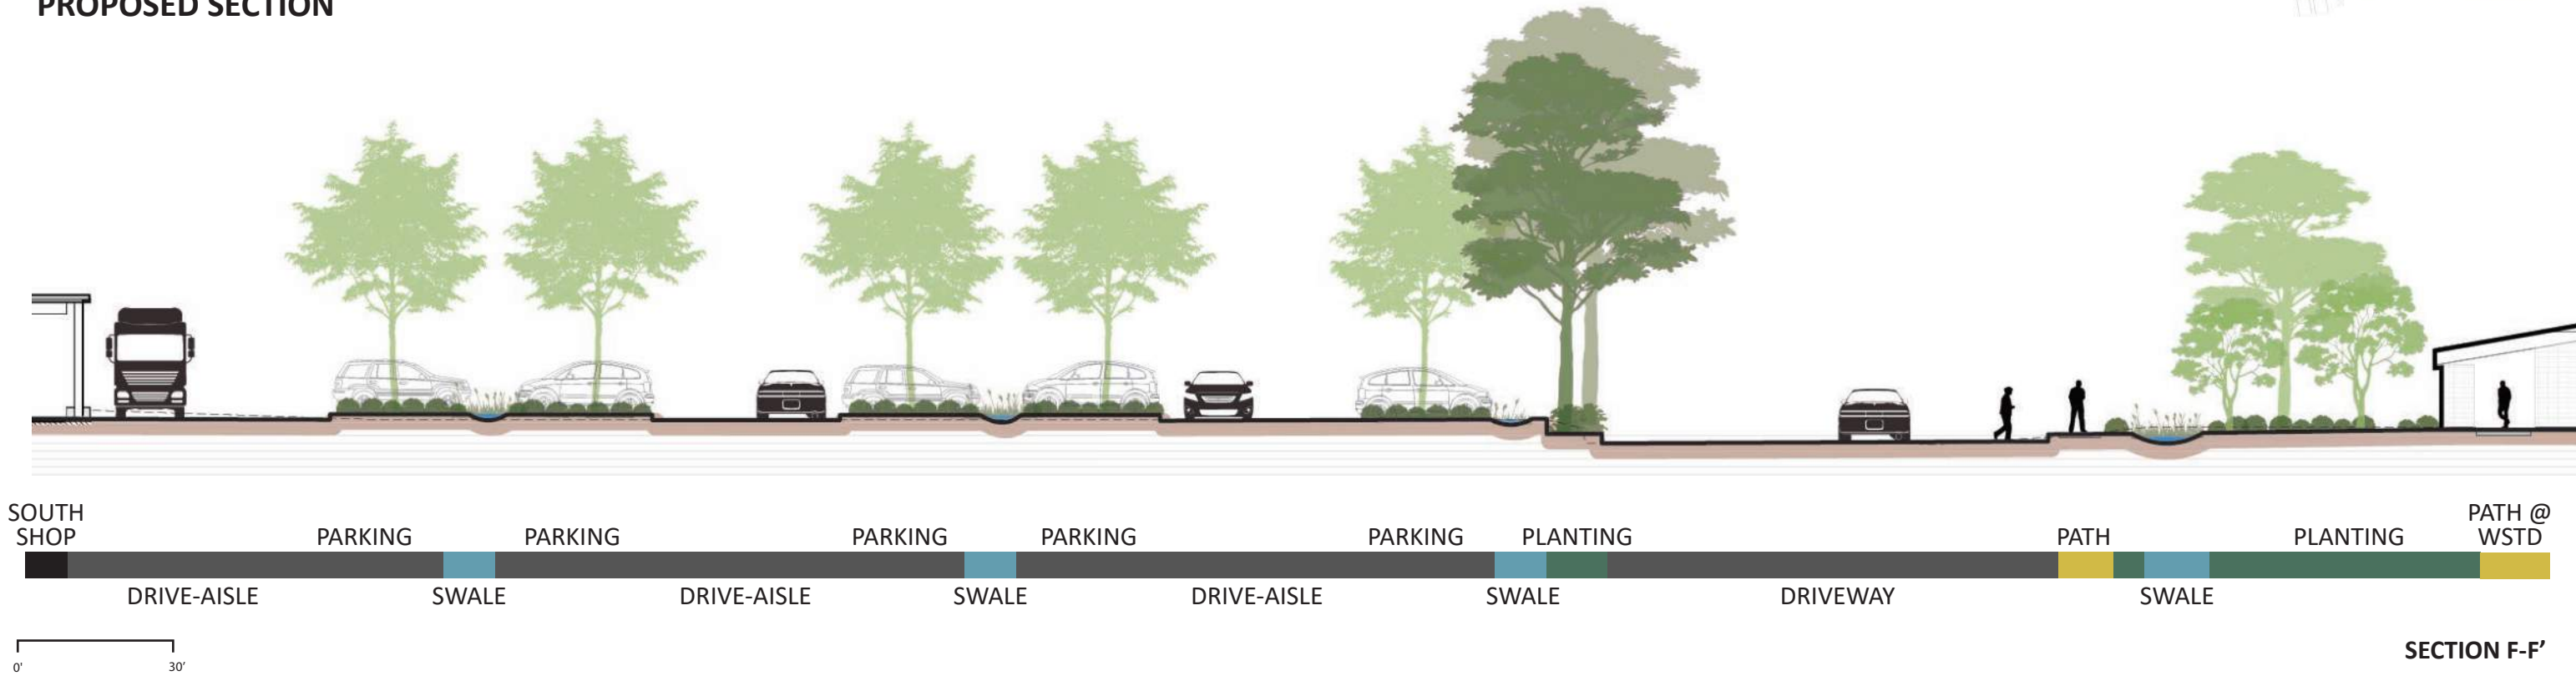 PROPOSED SECTION
SOUTH
SHOP
PARKING
PARKING
PARKING
PARKING
PARKING
PLANTING
PATH
PLANTING
PATH @
WSTD
DRIVE-AISLE
SWALE
DRIVE-AISLE
SWALE
DRIVE-AISLE
SWALE
DRIVEWAY
SWALE
0'
30'
SECTION F-F’